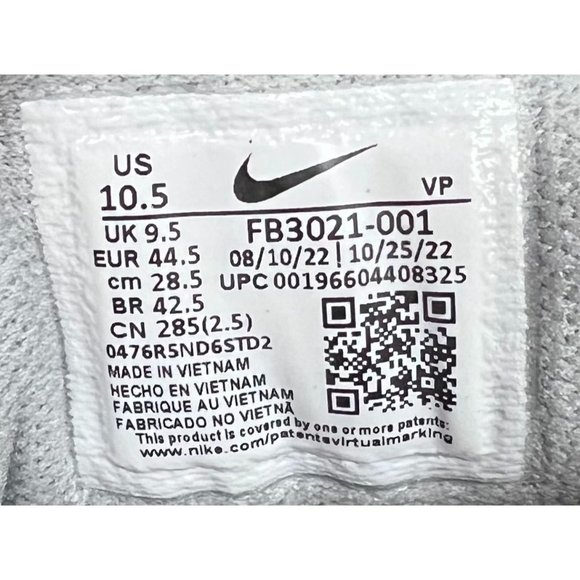 US
10.5
UK 9.5
EUR 44.5
cm 28.5
BR 42.5
CN 285(2.5)
0476R5ND6STD2
MADE IN VIETNAM
HECHO EN VIETNAM
FABRIQUE AU VIETNAM
FABRICADO NO VIETNÃ
VP
FB3021-001
08/10/22 | 10/25/22
UPC 00196604408325
This product is covered by one or more patents:
www.nike.com/patentsvirtualmarking